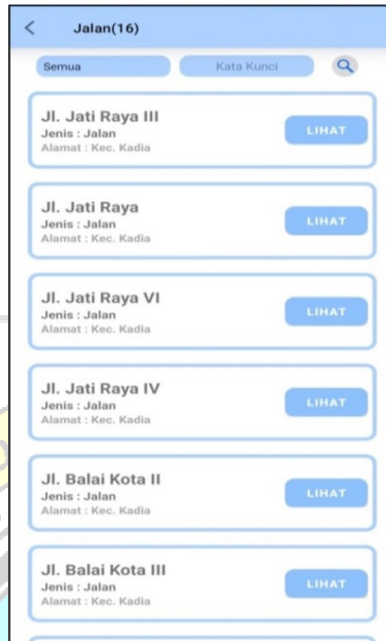 Jalan(16)
Semua Kata Kunci
Jl. Jati Raya III
Jenis : Jalan
Alamat : Kec. Kadia
LIHAT
Jl. Jati Raya
Jenis : Jalan
Alamat : Kec. Kadia
LIHAT
Jl. Jati Raya VI
Jenis : Jalan
Alamat : Kec. Kadia
LIHAT
Jl. Jati Raya IV
Jenis : Jalan
Alamat : Kec. Kadia
LIHAT
Jl. Balai Kota II
Jenis : Jalan
Alamat : Kec. Kadia
LIHAT
Jl. Balai Kota III
Jenis : Jalan
Alamat : Kec. Kadia
LIHAT